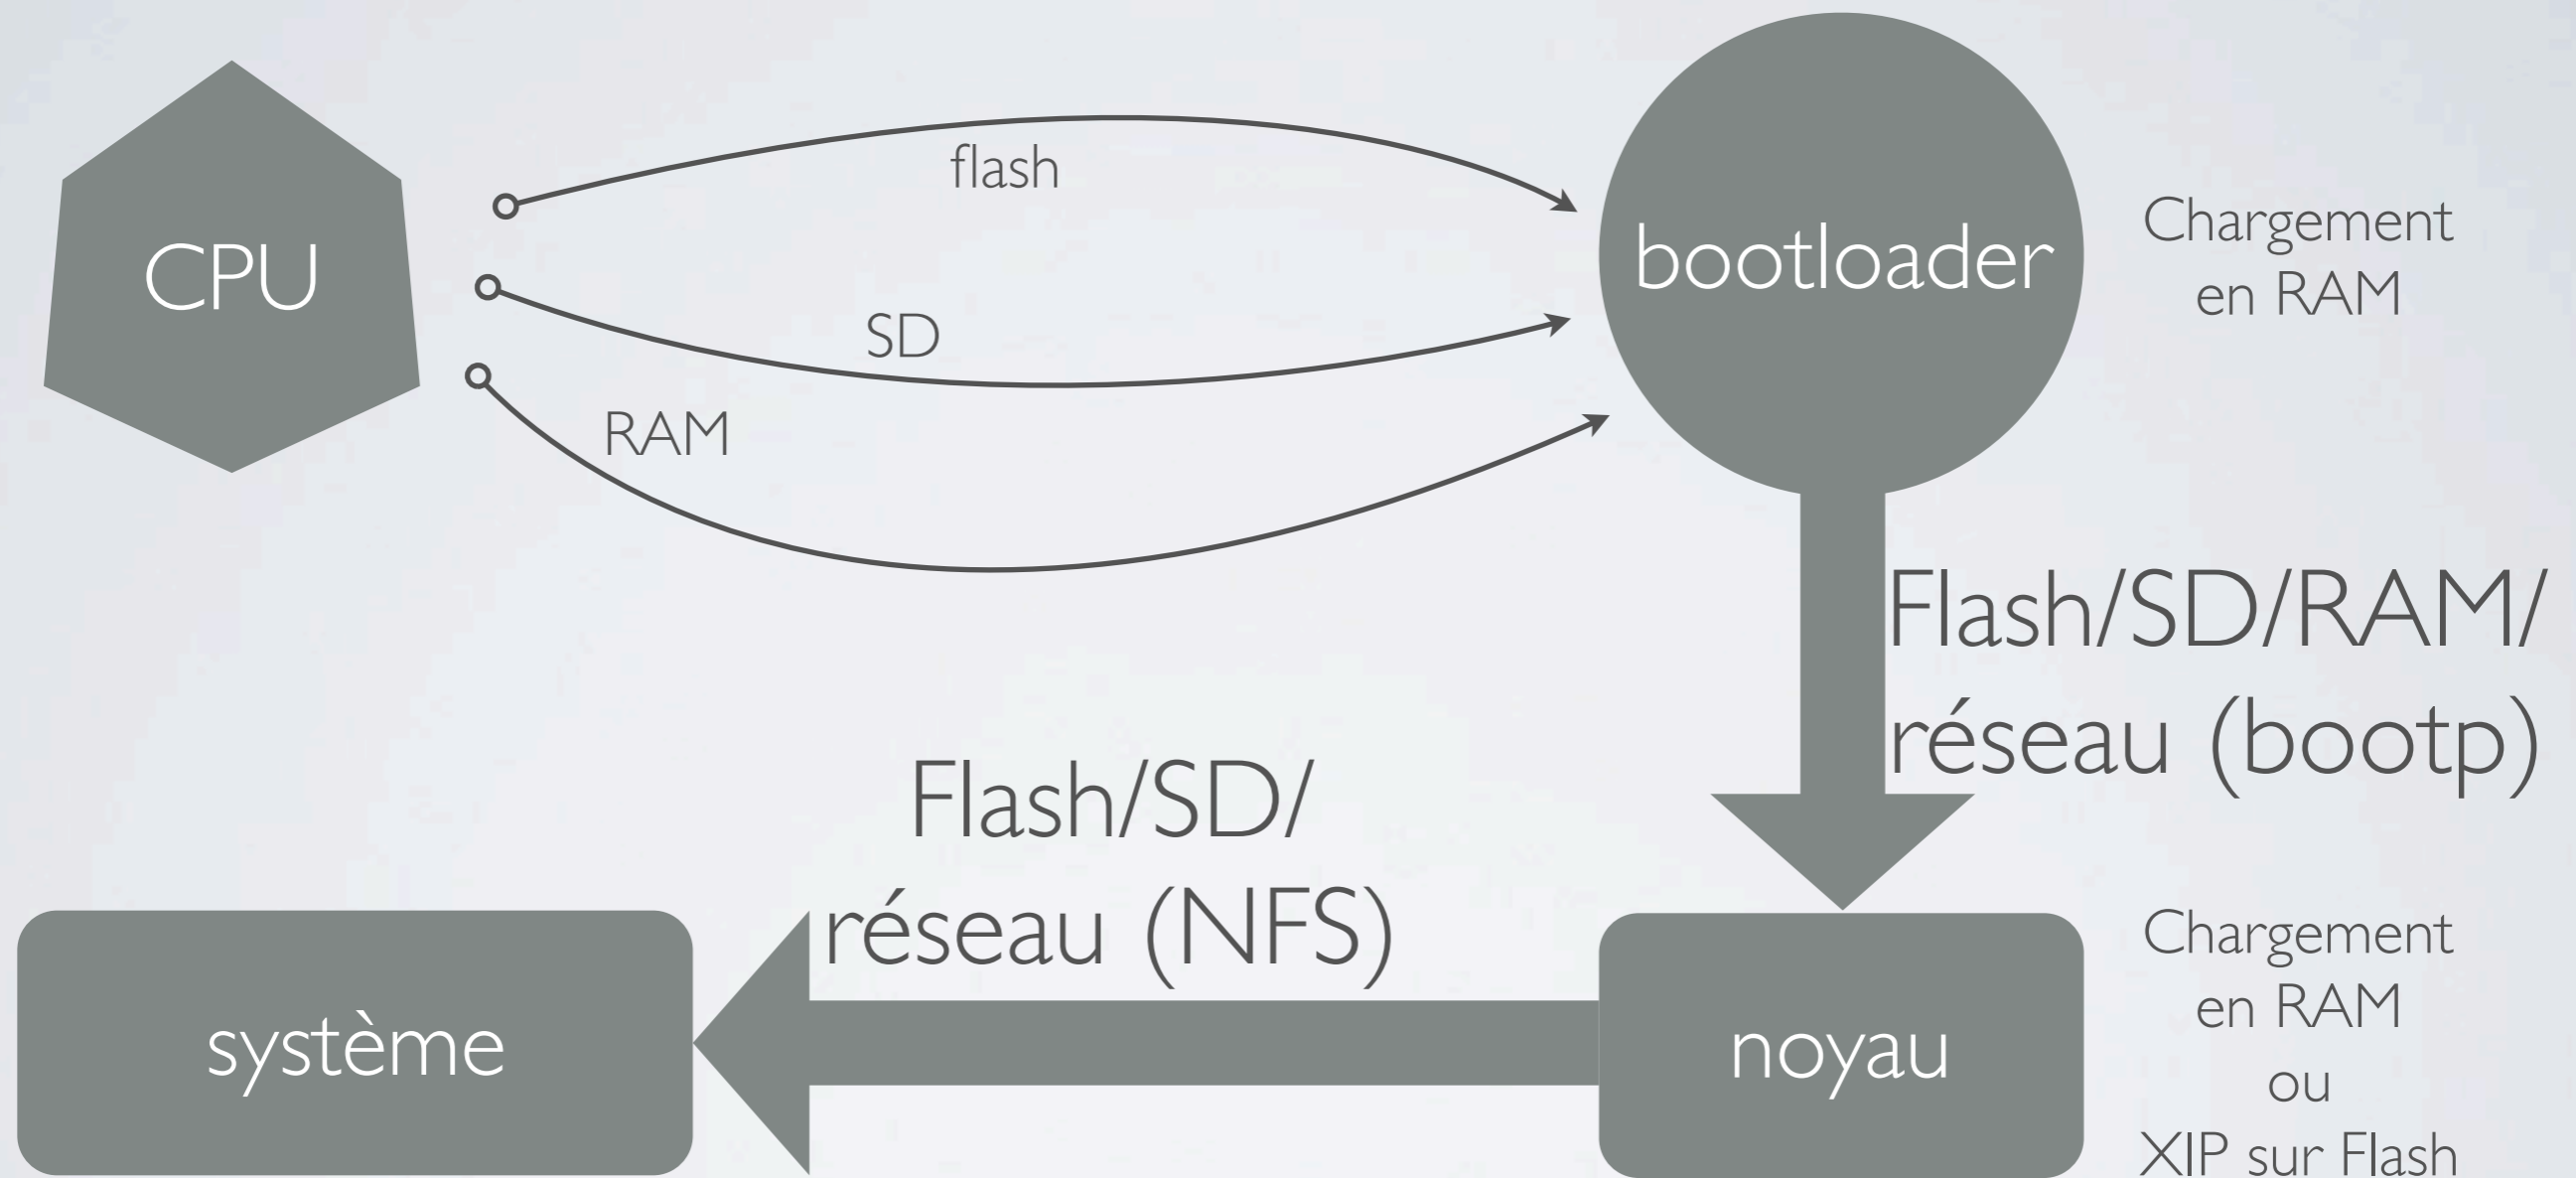 CPU
flash
SD
RAM
bootloader
Chargement
en RAM
Flash/SD/RAM/
réseau (bootp)
Flash/SD/
réseau (NFS)
système
noyau
Chargement
en RAM
ou
XIP sur Flash